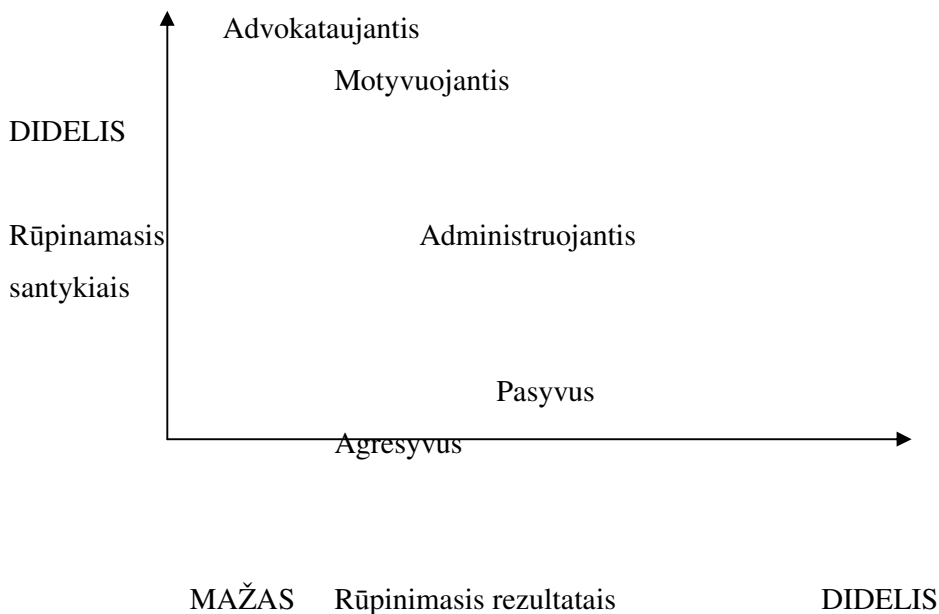 Advokataujantis
Motyvuojantis
DIDELIS
Rūpinamasis
Administruojantis
santykiais
Pasyvus
Agresyvus
MAŽAS Rūpinimasis rezultatais DIDELIS